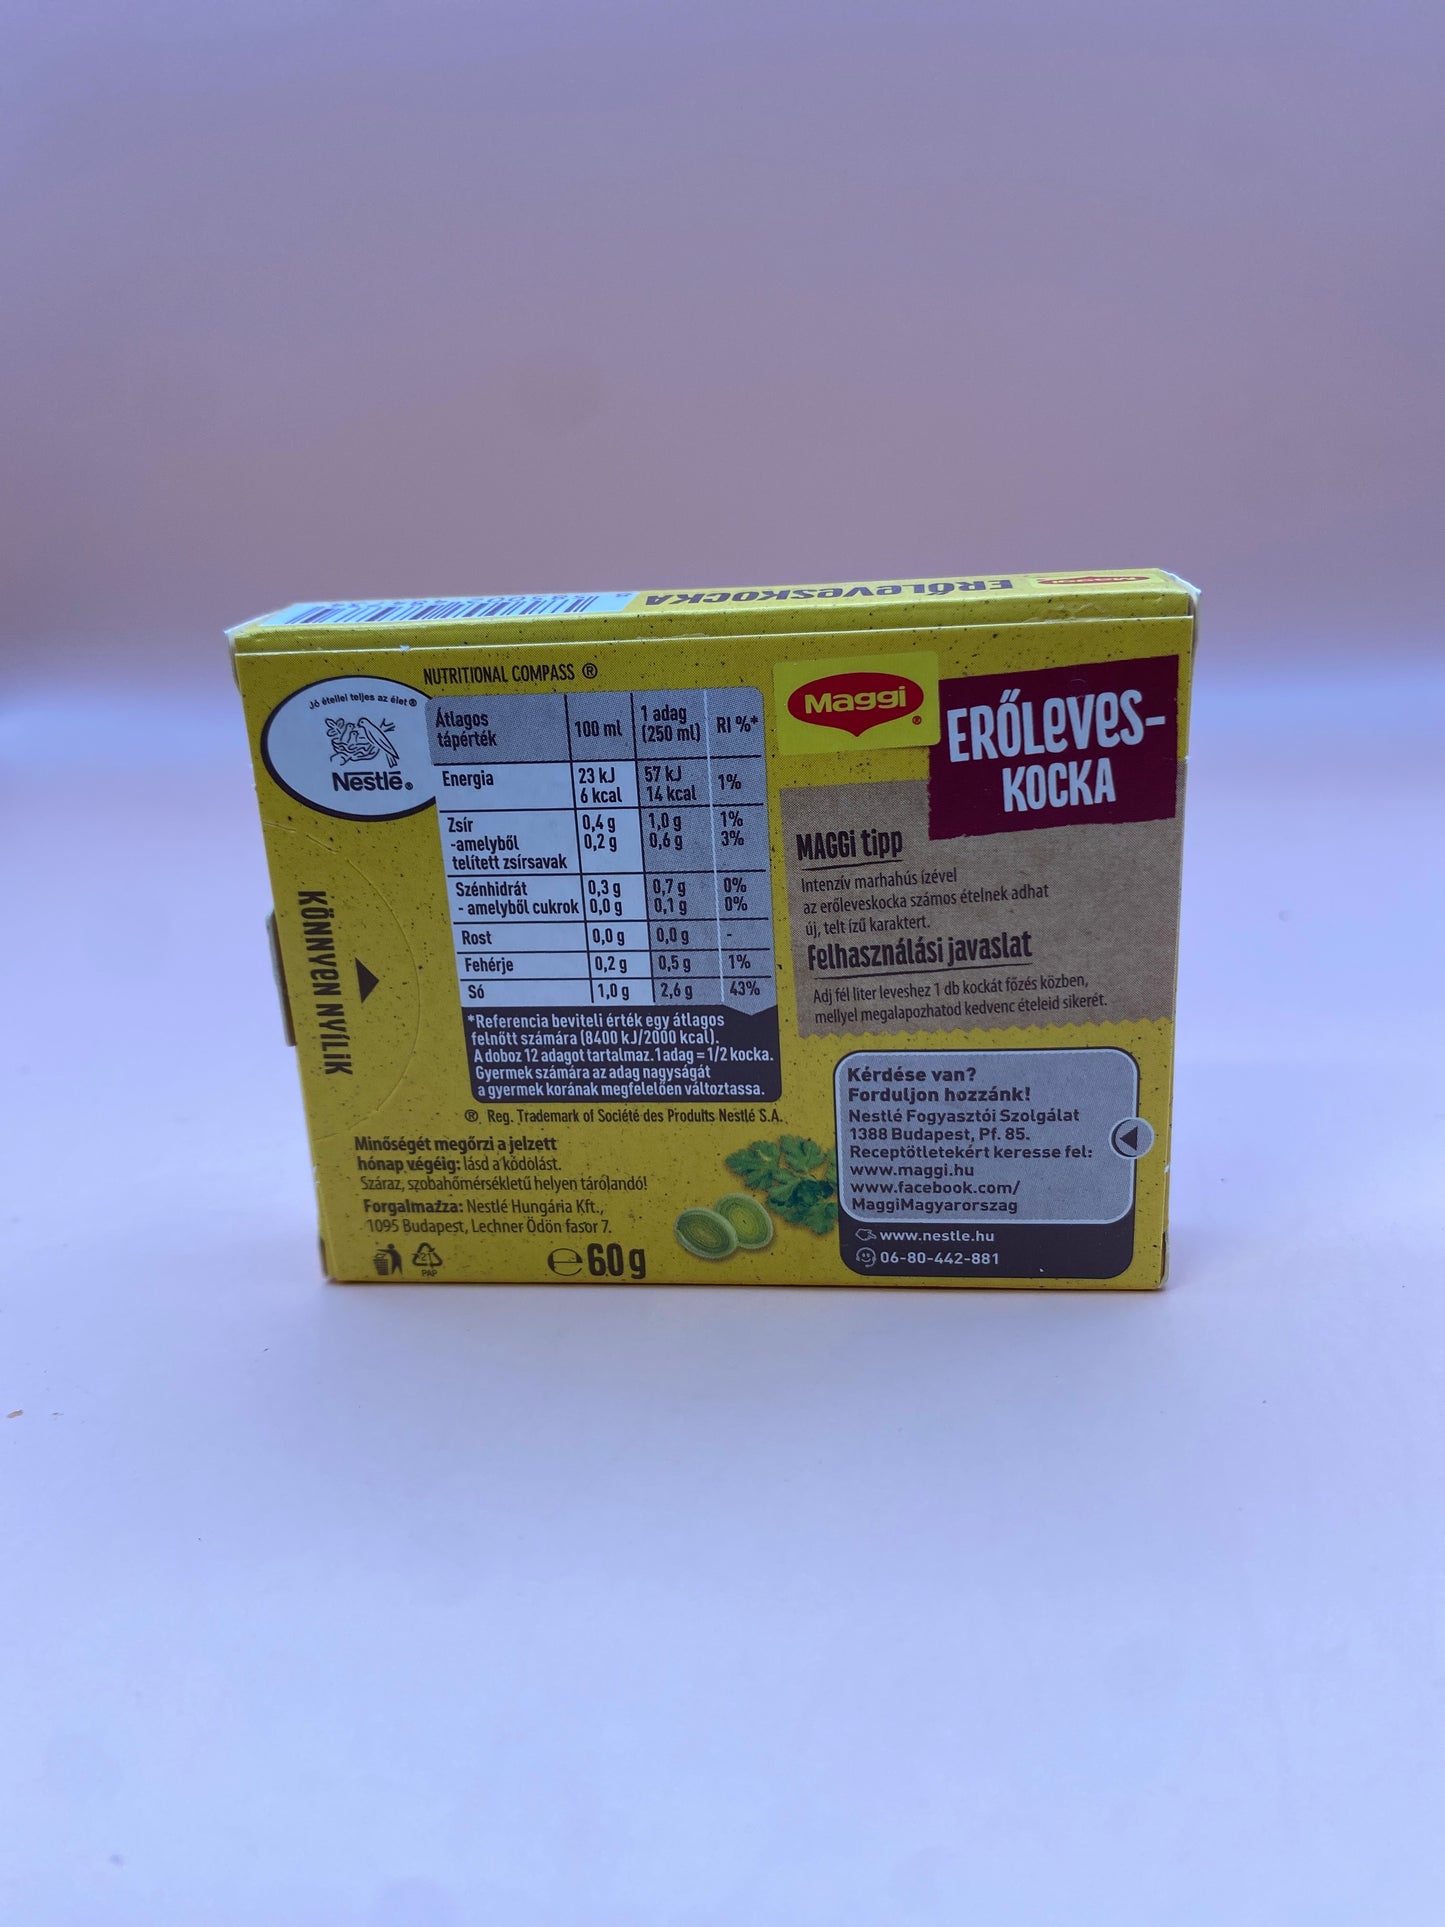 Maggi
ERŐLEVESKOCKA
Jó étellel teljes az élet ®
Nestlé®
KÖNNYEN NYÍLIK
NUTRITIONAL COMPASS ®
Átlagos tápérték 100 ml 1 adag (250 ml) RI %*
Energia 23 kJ 57 kJ 1%
6 kcal 14 kcal
Zsír 0,4 g 1,0 g 1%
-amelyből 0,2 g 0,6 g 3%
telített zsírsavak
Szénhidrát 0,3 g 0,7 g 0%
- amelyből cukrok 0,0 g 0,1 g 0%
Rost 0,0 g 0,0 g -
Fehérje 0,2 g 0,5 g 1%
Só 1,0 g 2,6 g 43%
*Referencia beviteli érték egy átlagos
felnőtt számára (8400 kJ/2000 kcal).
A doboz 12 adagot tartalmaz. 1 adag = 1/2 kocka.
Gyermek számára az adag nagyságát
a gyermek korának megfelelően változtassa.
®. Reg. Trademark of Société des Produits Nestlé S.A.
Minőségét megőrzi a jelzett
hónap végéig: lásd a kódolást.
Száraz, szobahőmérsékletű helyen tárolandó!
Forgalmazza: Nestlé Hungária Kft.,
1095 Budapest, Lechner Ödön fasor 7.
21
PAP
e 60 g
Maggi®
ERŐLEVES-
KOCKA
MAGGI tipp
Intenzív marhahús ízével
az erőleveskocka számos ételnek adhat
új, telt ízű karaktert.
Felhasználási javaslat
Adj fél liter leveshez 1 db kockát főzés közben,
mellyel megalapozhatod kedvenc ételeid sikerét.
Kérdése van?
Forduljon hozzánk!
Nestlé Fogyasztói Szolgálat
1388 Budapest, Pf. 85.
Receptötletekért keresse fel:
www.maggi.hu
www.facebook.com/
MaggiMagyarorszag
www.nestle.hu
06-80-442-881